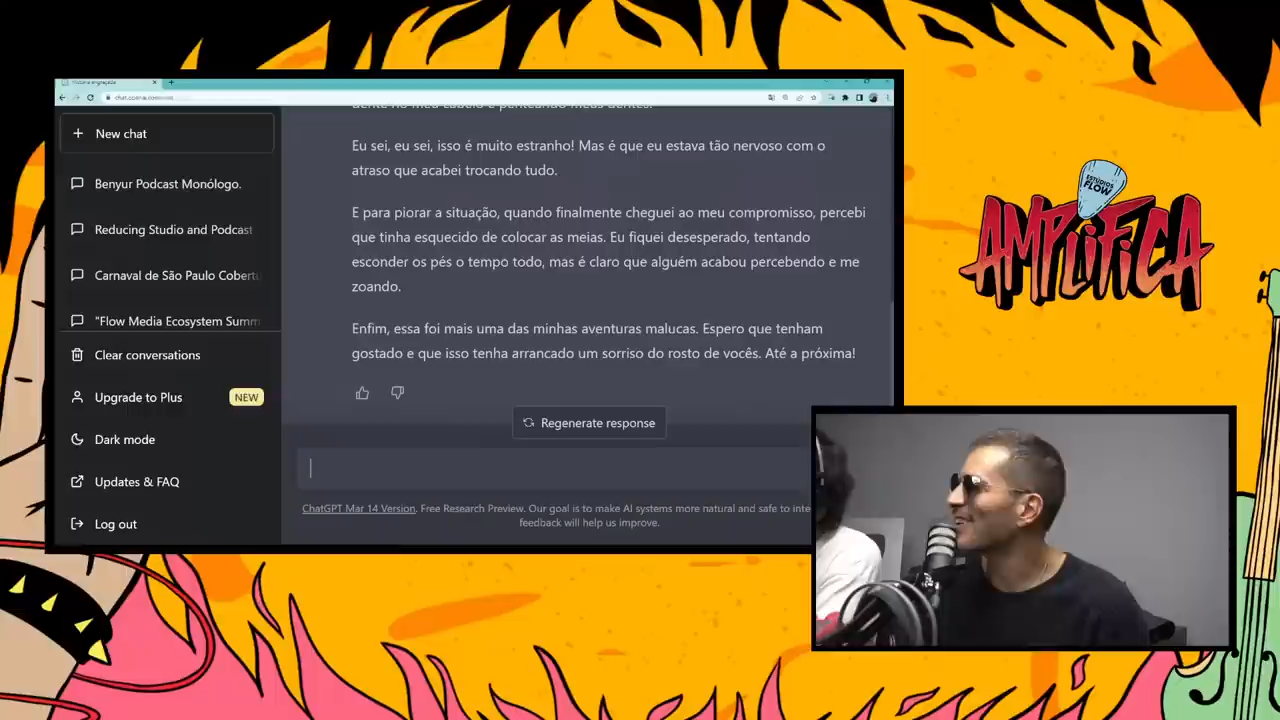 New chat
Benyur Podcast Monólogo.
Reducing Studio and Podcast
Carnaval de São Paulo Cobertu
"Flow Media Ecosystem Summ
Clear conversations
Upgrade to Plus NEW
Dark mode
Updates & FAQ
Log out
Eu sei, eu sei, isso é muito estranho! Mas é que eu estava tão nervoso com o
atraso que acabei trocando tudo.
E para piorar a situação, quando finalmente cheguei ao meu compromisso, percebi
que tinha esquecido de colocar as meias. Eu fiquei desesperado, tentando
esconder os pés o tempo todo, mas é claro que alguém acabou percebendo e me
zoando.
Enfim, essa foi mais uma das minhas aventuras malucas. Espero que tenham
gostado e que isso tenha arrancado um sorriso do rosto de vocês. Até a próxima!
Regenerate response
ChatGPT Mar 14 Version. Free Research Preview. Our goal is to make AI systems more natural and safe to inte
feedback will help us improve.
ESTÚDIOS
FLOW
AMPLIFICA